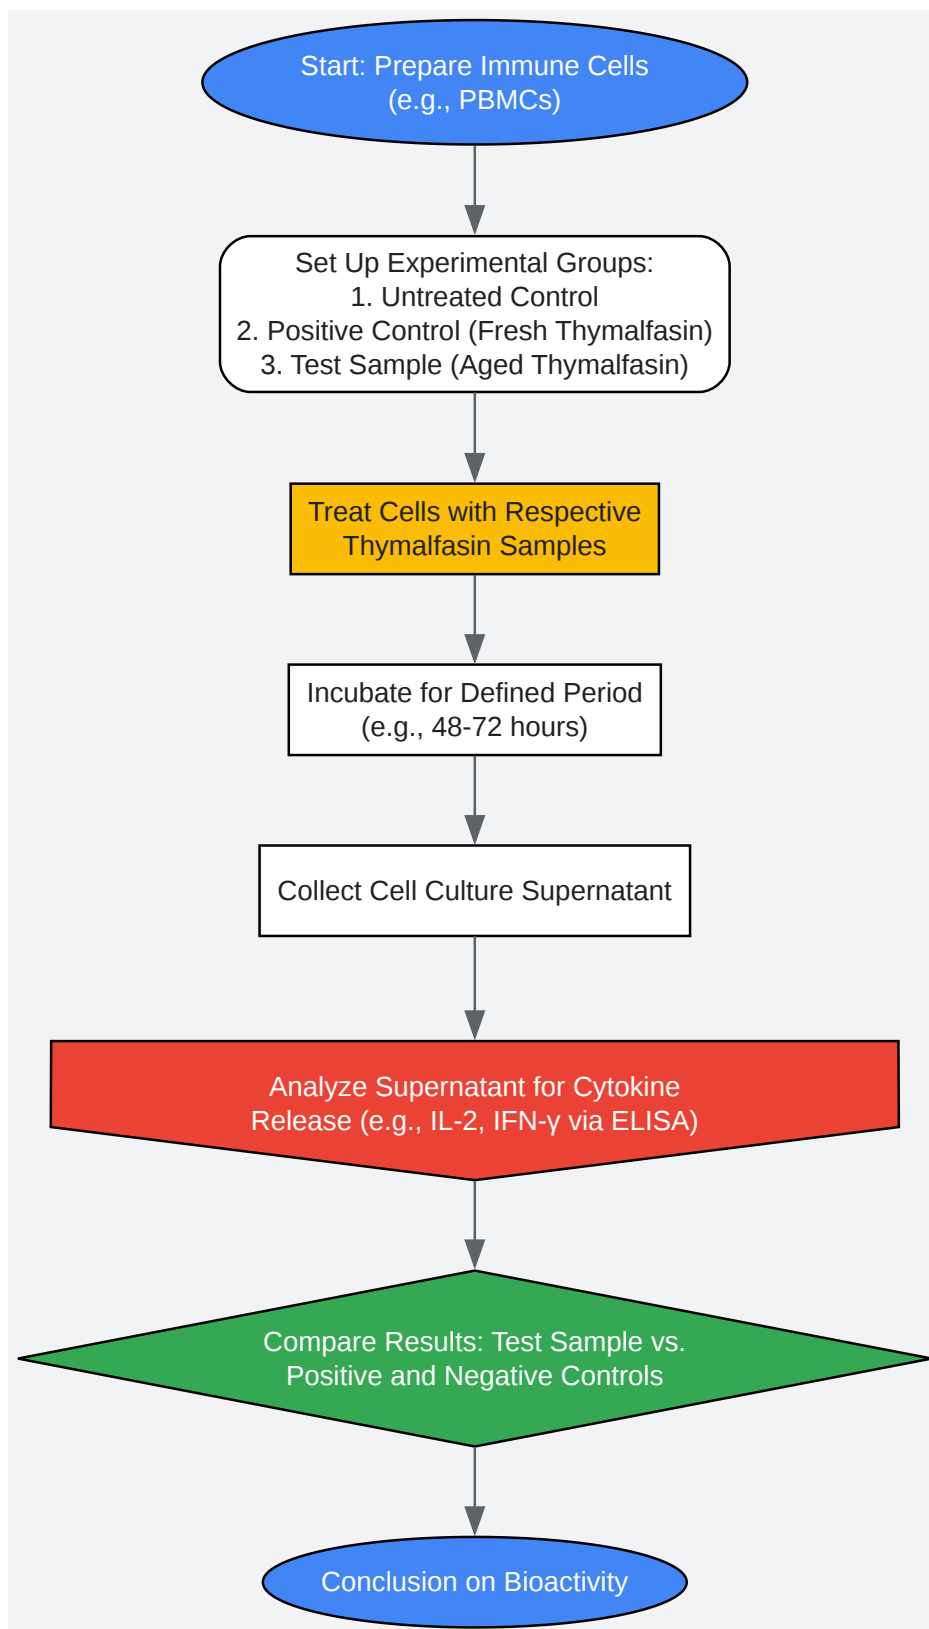 Start: Prepare Immune Cells
(e.g., PBMCs)
Set Up Experimental Groups:
1. Untreated Control
2. Positive Control (Fresh Thymalfasin)
3. Test Sample (Aged Thymalfasin)
Treat Cells with Respective
Thymalfasin Samples
Incubate for Defined Period
(e.g., 48-72 hours)
Collect Cell Culture Supernatant
Analyze Supernatant for Cytokine
Release (e.g., IL-2, IFN-γ via ELISA)
Compare Results: Test Sample vs.
Positive and Negative Controls
Conclusion on Bioactivity